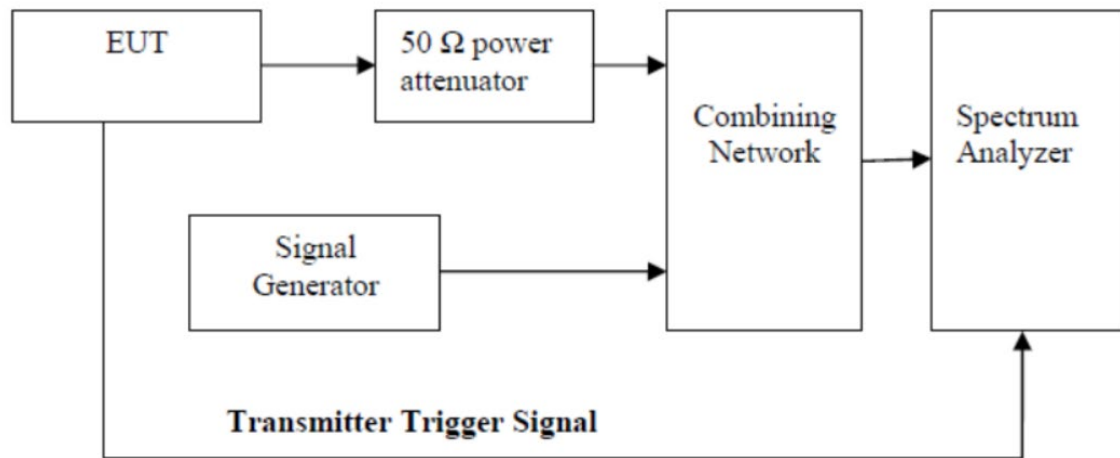 EUT
50 Ω power
attenuator
Combining
Network
Spectrum
Analyzer
Signal
Generator
Transmitter Trigger Signal